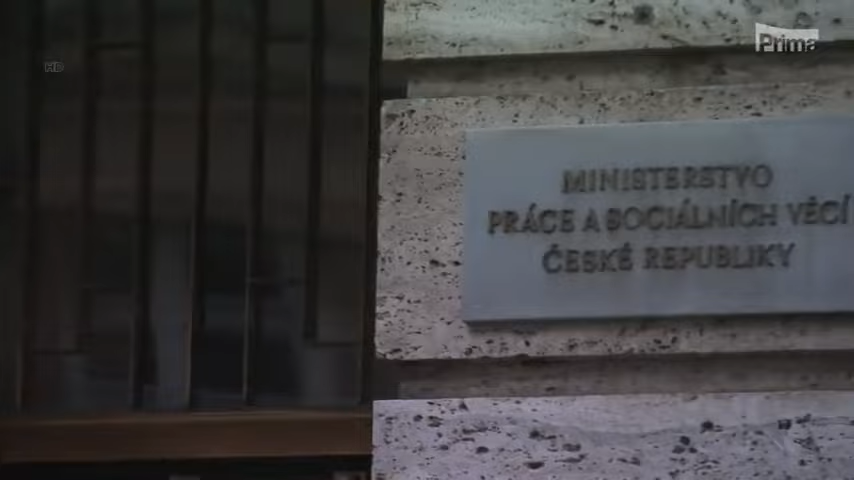 Prima
HD
MINISTERSTVO
PRÁCE A SOCIÁLNÍCH VĚCÍ
ČESKÉ REPUBLIKY